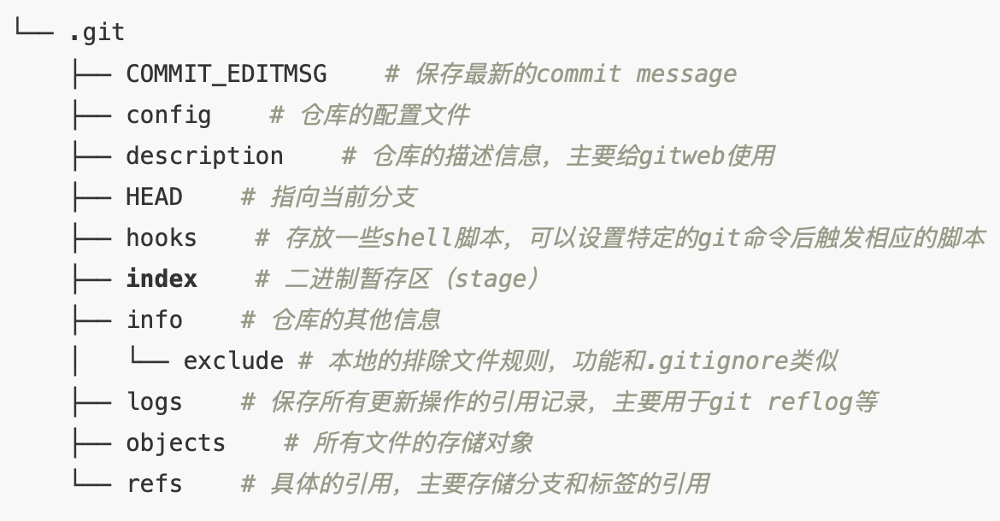 └── .git
    ├── COMMIT_EDITMSG    # 保存最新的commit message
    ├── config    # 仓库的配置文件
    ├── description    # 仓库的描述信息，主要给gitweb使用
    ├── HEAD    # 指向当前分支
    ├── hooks    # 存放一些shell脚本，可以设置特定的git命令后触发相应的脚本
    ├── index    # 二进制暂存区（stage）
    ├── info    # 仓库的其他信息
    │   └── exclude # 本地的排除文件规则，功能和.gitignore类似
    ├── logs    # 保存所有更新操作的引用记录，主要用于git reflog等
    ├── objects    # 所有文件的存储对象
    └── refs    # 具体的引用，主要存储分支和标签的引用